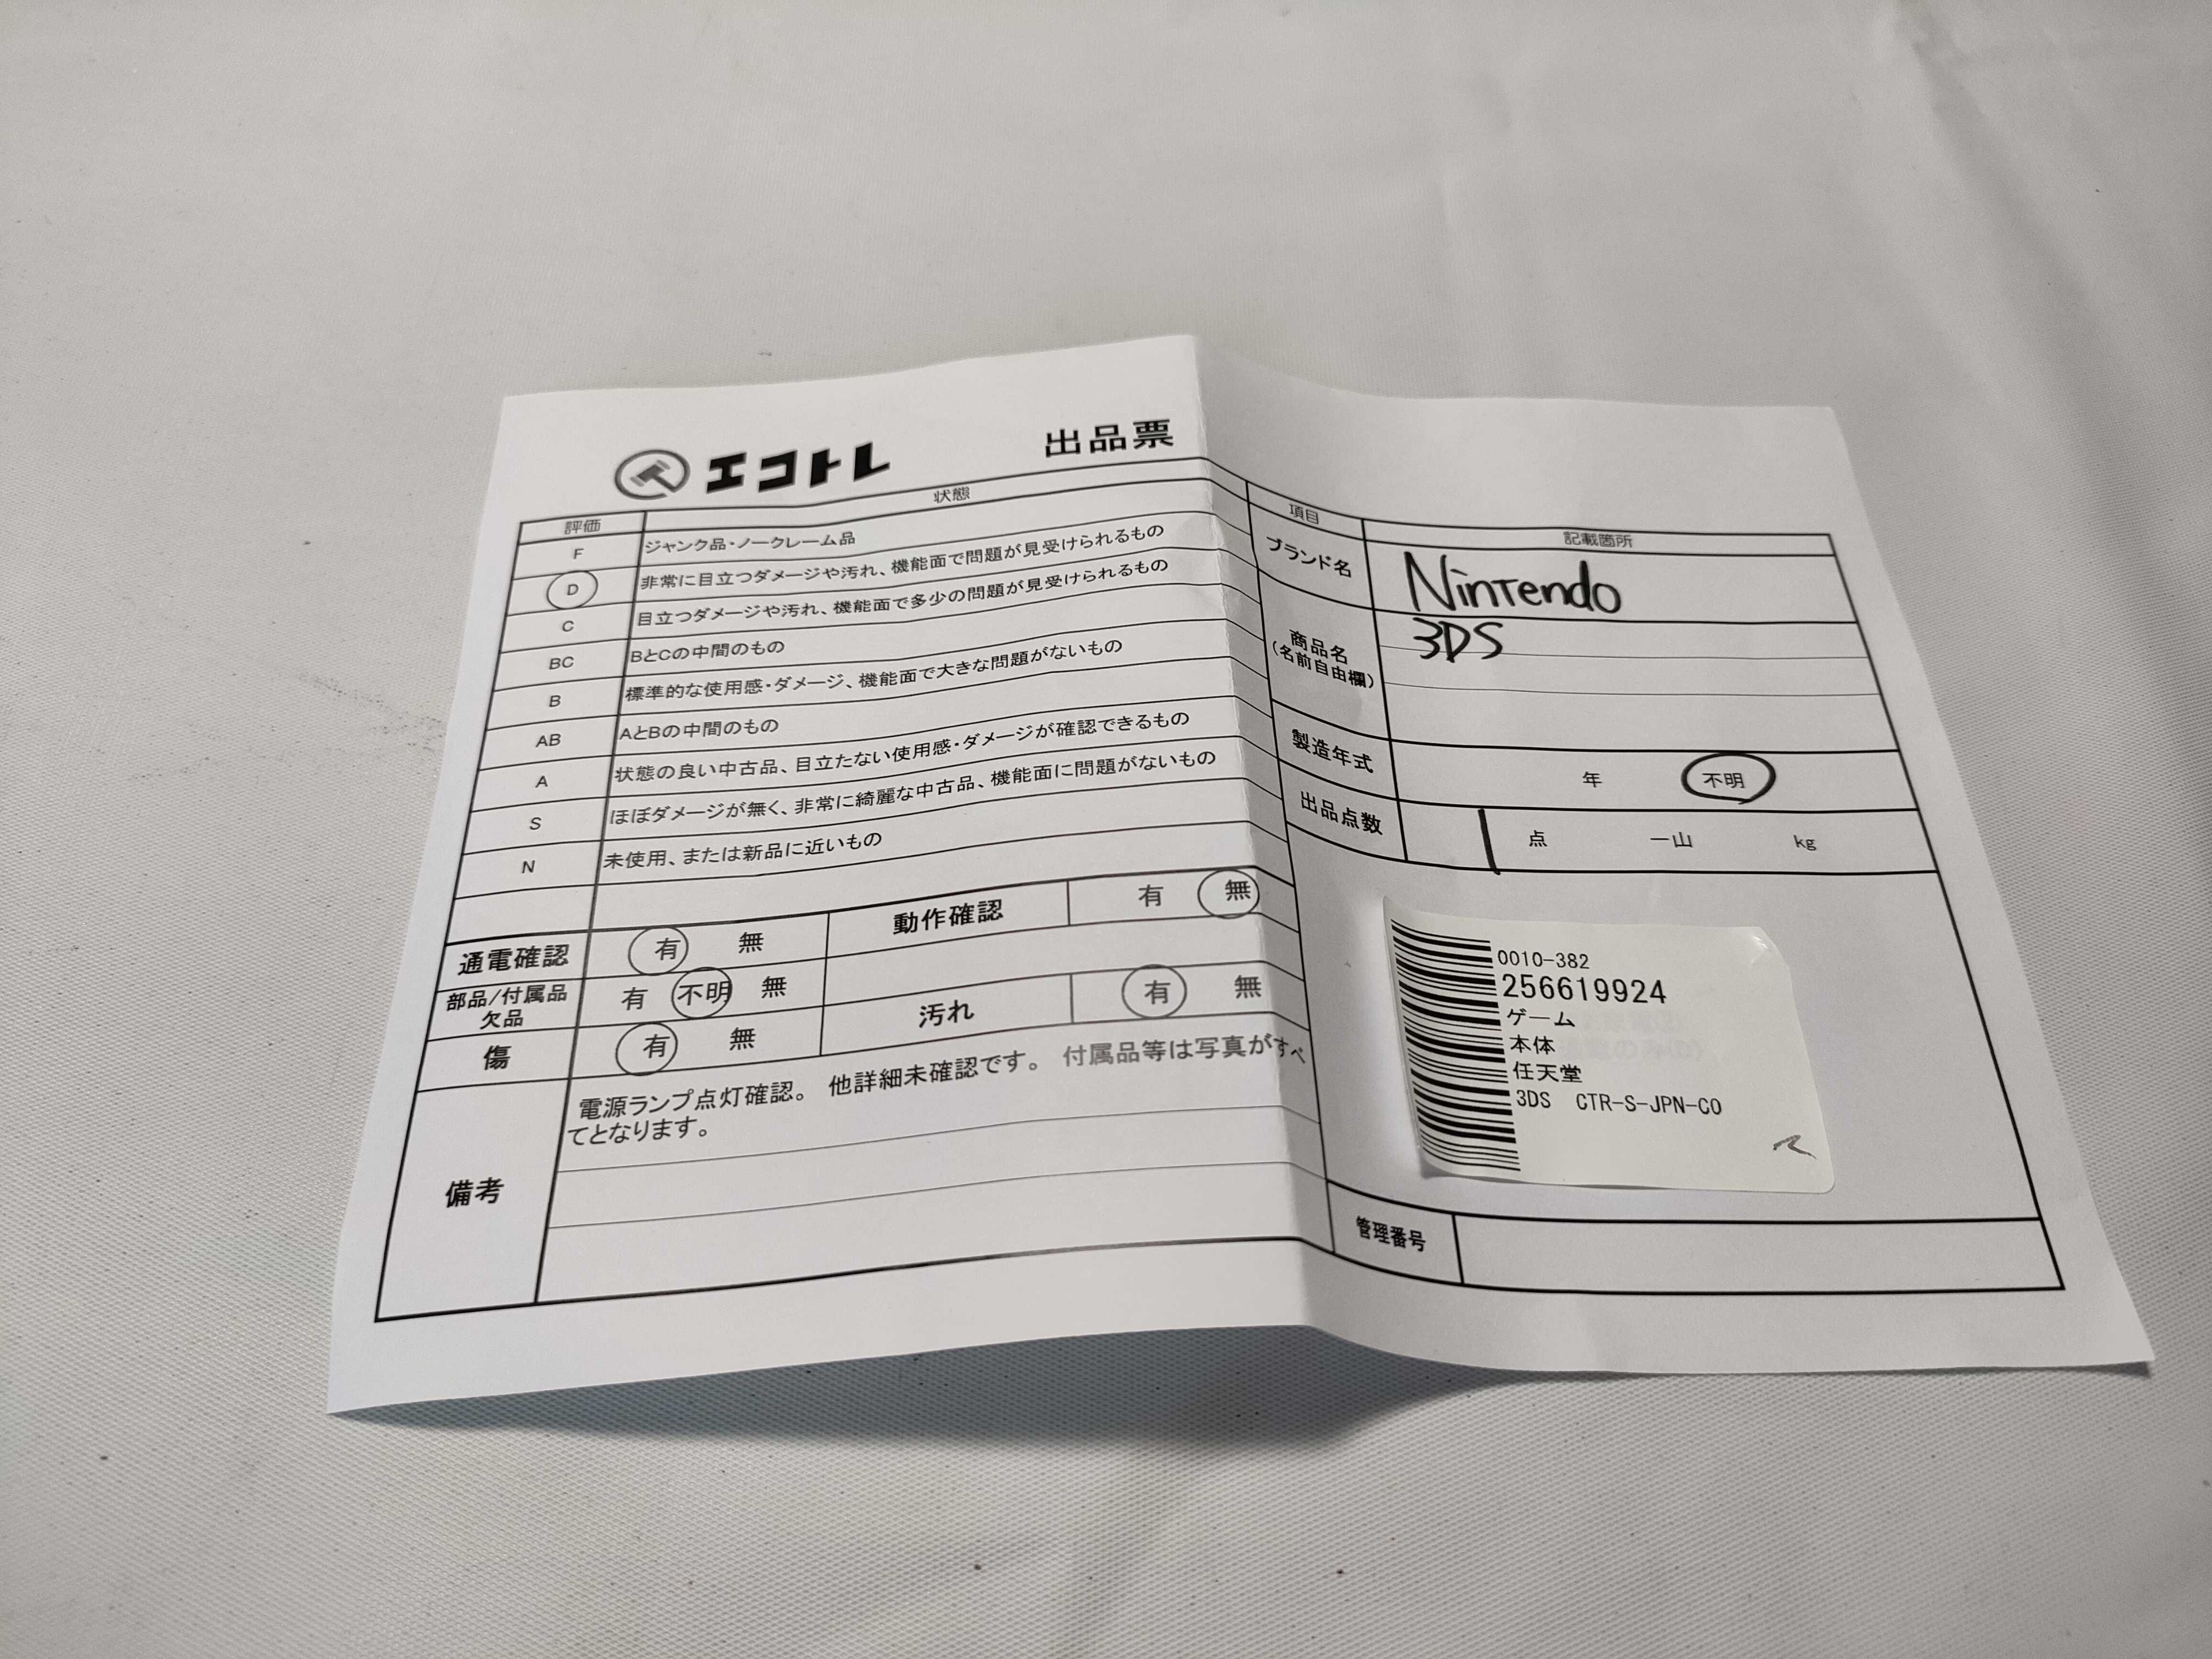 エコトレ 出品票
評価 状態
F ジャンク品・ノークレーム品
D 非常に目立つダメージや汚れ、機能面で問題が見受けられるもの
C 目立つダメージや汚れ、機能面で多少の問題が見受けられるもの
BC BとCの中間のもの
B 標準的な使用感・ダメージ、機能面で大きな問題がないもの
AB AとBの中間のもの
A 状態の良い中古品、目立たない使用感・ダメージが確認できるもの
S ほぼダメージが無く、非常に綺麗な中古品、機能面に問題がないもの
N 未使用、または新品に近いもの
通電確認 有 無 動作確認 有 無
部品/付属品 欠品 有 不明 無
傷 有 無 汚れ 有 無
備考
電源ランプ点灯確認。 他詳細未確認です。 付属品等は写真がすべ
てとなります。
項目 記載箇所
ブランド名 Nintendo
商品名 3DS
(名前自由欄)
製造年式 年 不明
出品点数 1 点 一山 kg
0010-382
256619924
ゲーム
本体
任天堂
3DS CTR-S-JPN-C0
管理番号